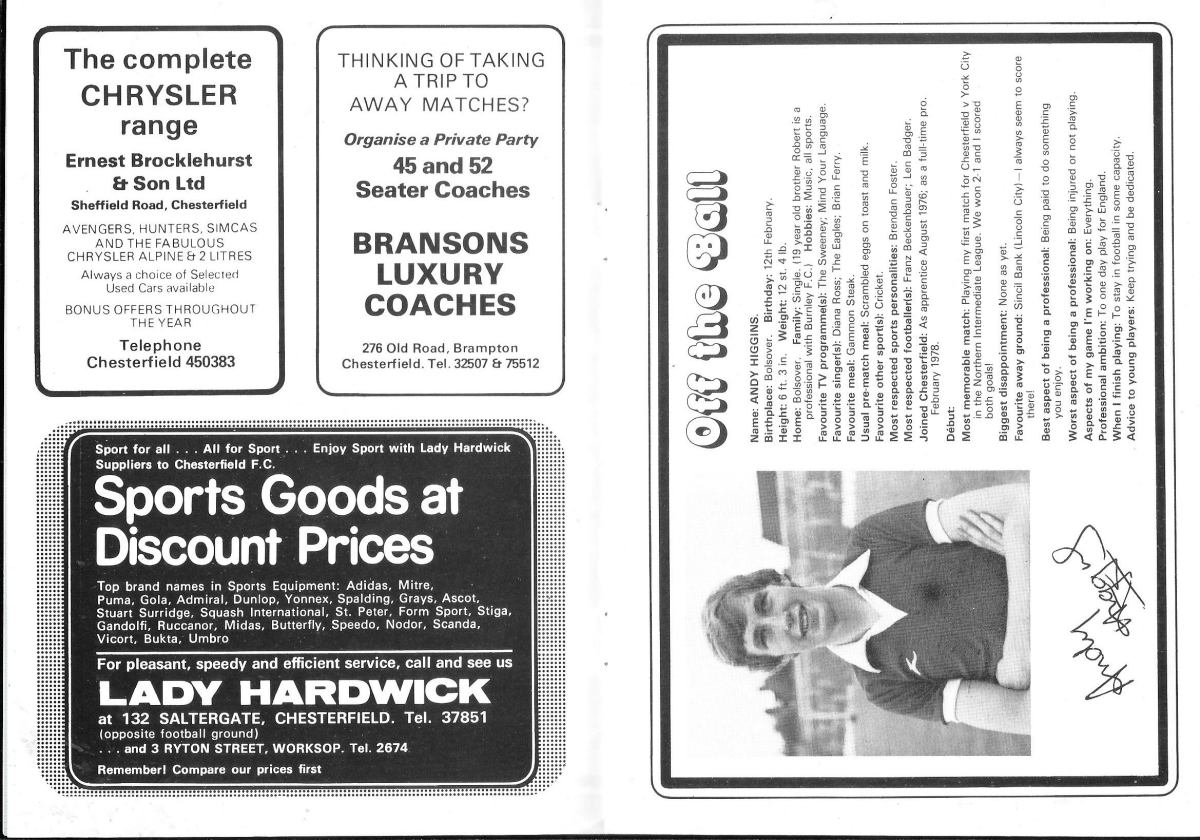 The complete
CHRYSLER
range
Ernest Brocklehurst
& Son Ltd
Sheffield Road, Chesterfield
AVENGERS, HUNTERS, SIMCAS
AND THE FABULOUS
CHRYSLER ALPINE & 2 LITRES
Always a choice of Selected
Used Cars available
BONUS OFFERS THROUGHOUT
THE YEAR
Telephone
Chesterfield 450383
THINKING OF TAKING
A TRIP TO
AWAY MATCHES?
Organise a Private Party
45 and 52
Seater Coaches
BRANSONS
LUXURY
COACHES
276 Old Road, Brampton
Chesterfield. Tel. 32507 & 75512
Sport for all . . . All for Sport . . . Enjoy Sport with Lady Hardwick
Suppliers to Chesterfield F.C.
Sports Goods at
Discount Prices
Top brand names in Sports Equipment: Adidas, Mitre,
Puma, Gola, Admiral, Dunlop, Yonnex, Spalding, Grays, Ascot,
Stuart Surridge, Squash International, St. Peter, Form Sport, Stiga,
Gandolfi, Ruccanor, Midas, Butterfly, Speedo, Nodor, Scanda,
Vicort, Bukta, Umbro
For pleasant, speedy and efficient service, call and see us
LADY HARDWICK
at 132 SALTERGATE, CHESTERFIELD. Tel. 37851
(opposite football ground)
. . . and 3 RYTON STREET, WORKSOP. Tel. 2674
Remember! Compare our prices first
Off the Ball
Name: ANDY HIGGINS.
Birthplace: Bolsover. Birthday: 12th February.
Height: 6 ft. 3 in. Weight: 12 st. 4 lb.
Home: Bolsover. Family: Single. (19 year old brother Robert is a
professional with Burnley F.C.) Hobbies: Music, all sports.
Favourite TV programme(s): The Sweeney; Mind Your Language.
Favourite singer(s): Diana Ross; The Eagles; Brian Ferry.
Favourite meal: Gammon Steak.
Usual pre-match meal: Scrambled eggs on toast and milk.
Favourite other sport(s): Cricket.
Most respected sports personalities: Brendan Foster.
Most respected footballer(s): Franz Beckenbauer; Len Badger.
Joined Chesterfield: As apprentice August 1976; as a full-time pro.
February 1978.
Début:
Most memorable match: Playing my first match for Chesterfield v York City
in the Northern Intermediate League. We won 2-1 and I scored
both goals!
Biggest disappointment: None as yet.
Favourite away ground: Sincil Bank (Lincoln City) — I always seem to score
there!
Best aspect of being a professional: Being paid to do something
you enjoy.
Worst aspect of being a professional: Being injured or not playing.
Aspects of my game I'm working on: Everything.
Professional ambition: To one day play for England.
When I finish playing: To stay in football in some capacity.
Advice to young players: Keep trying and be dedicated.
Andy